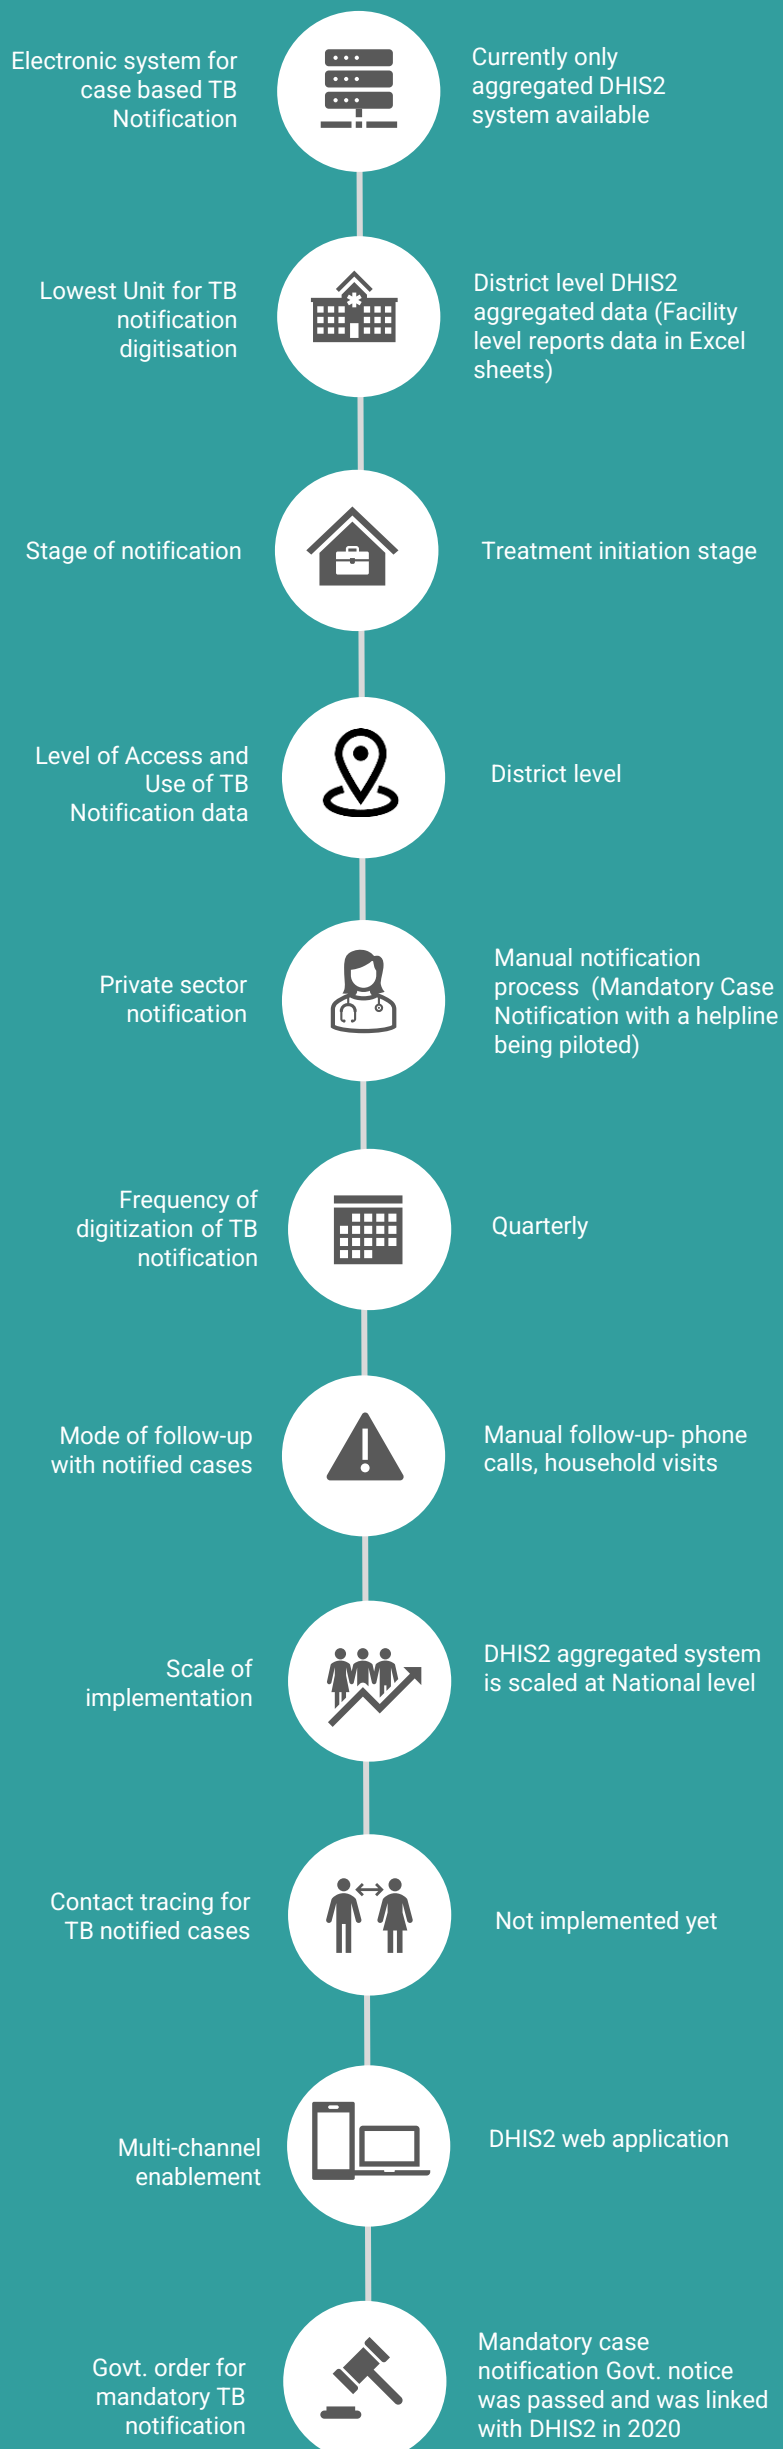 Electronic system for
case based TB
Notification
Currently only
aggregated DHIS2
system available
Lowest Unit for TB
notification
digitisation
District level DHIS2
aggregated data (Facility
level reports data in Excel
sheets)
Stage of notification
Treatment initiation stage
Level of Access and
Use of TB
Notification data
District level
Private sector
notification
Manual notification
process (Mandatory Case
Notification with a helpline
being piloted)
Frequency of
digitization of TB
notification
Quarterly
Mode of follow-up
with notified cases
Manual follow-up- phone
calls, household visits
Scale of
implementation
DHIS2 aggregated system
is scaled at National level
Contact tracing for
TB notified cases
Not implemented yet
Multi-channel
enablement
DHIS2 web application
Govt. order for
mandatory TB
notification
Mandatory case
notification Govt. notice
was passed and was linked
with DHIS2 in 2020